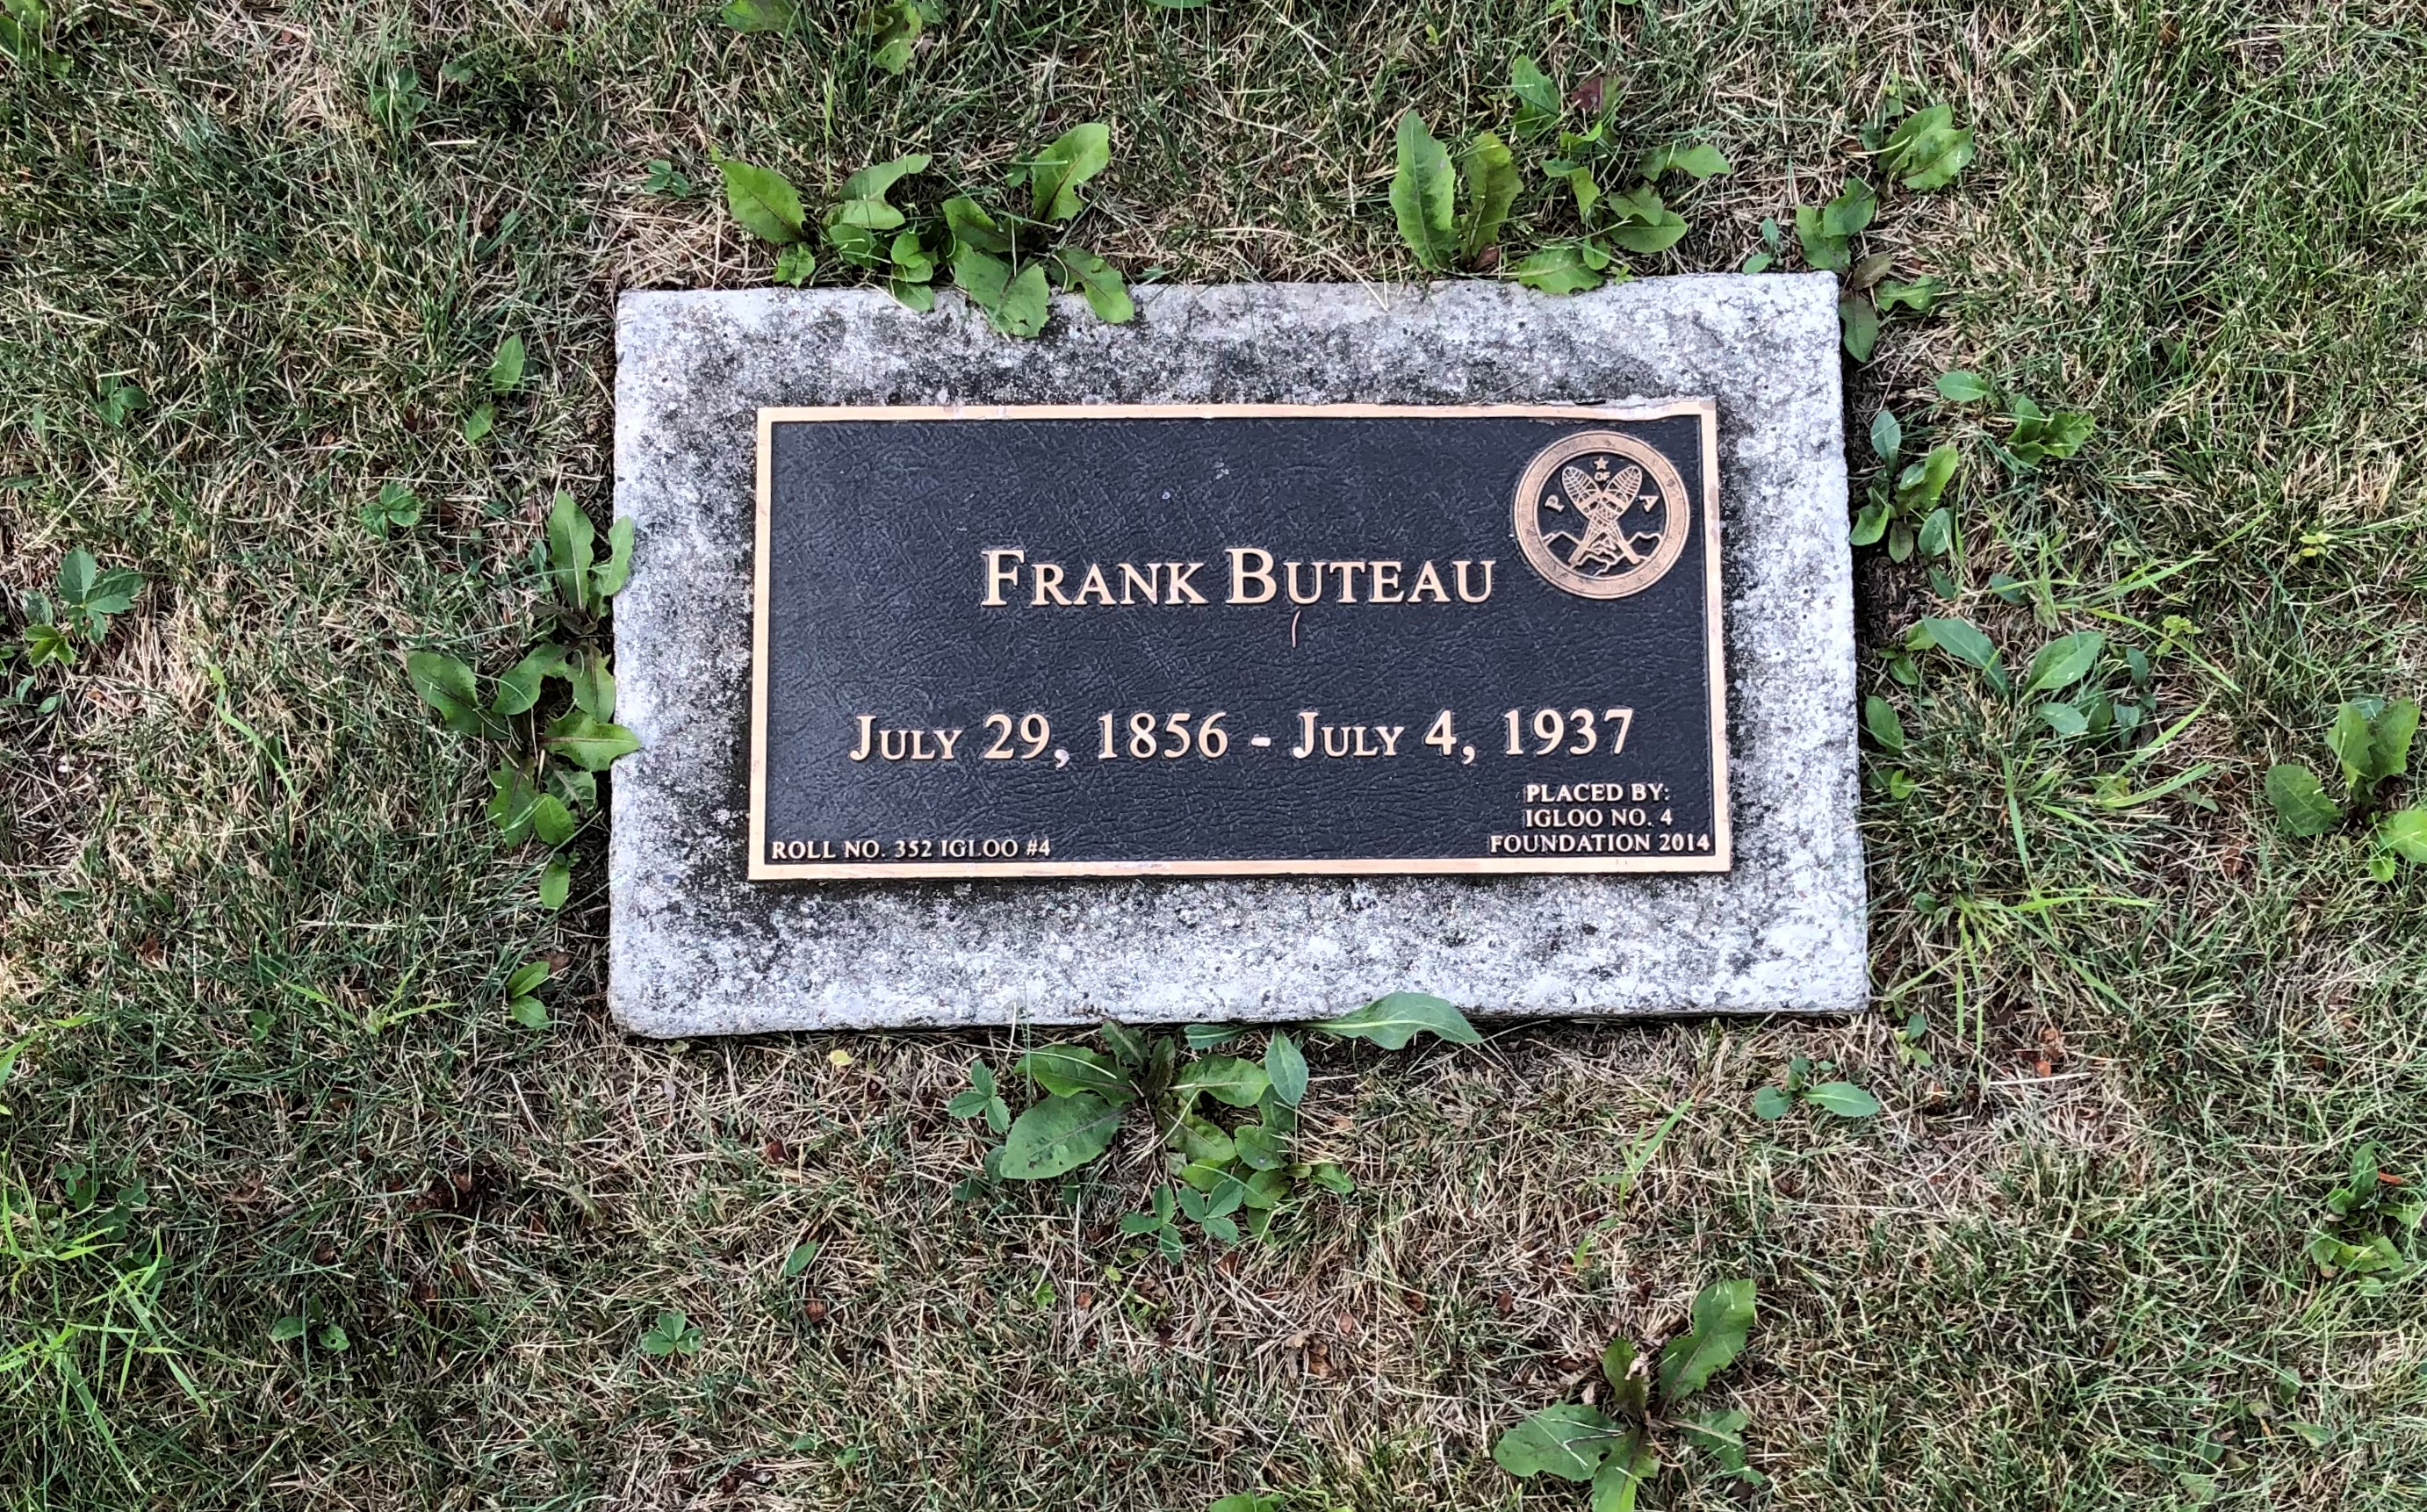 P OF A
FRANK BUTEAU
JULY 29, 1856 - JULY 4, 1937
ROLL NO. 352 IGLOO #4
PLACED BY:
IGLOO NO. 4
FOUNDATION 2014